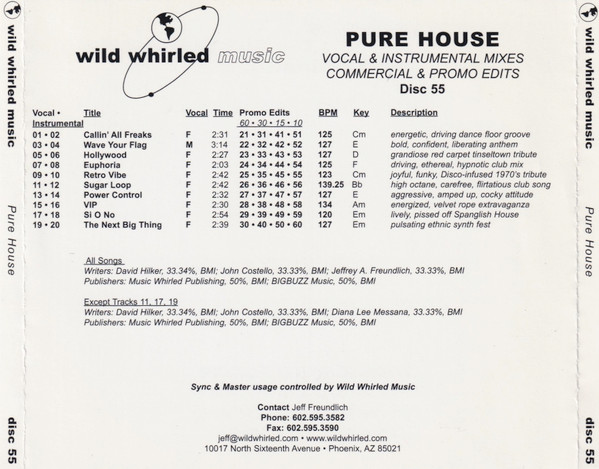 wild whirled music
Pure House
disc 55
wild whirled music
PURE HOUSE
VOCAL & INSTRUMENTAL MIXES
COMMERCIAL & PROMO EDITS
Disc 55
Vocal • Title Vocal Time Promo Edits BPM Key Description
Instrumental 60 • 30 • 15 • 10
01 • 02 Callin' All Freaks F 2:31 21 • 31 • 41 • 51 125 Cm energetic, driving dance floor groove
03 • 04 Wave Your Flag M 3:14 22 • 32 • 42 • 52 127 E bold, confident, liberating anthem
05 • 06 Hollywood F 2:27 23 • 33 • 43 • 53 127 D grandiose red carpet tinseltown tribute
07 • 08 Euphoria F 2:03 24 • 34 • 44 • 54 125 F driving, ethereal, hypnotic club mix
09 • 10 Retro Vibe F 2:42 25 • 35 • 45 • 55 123 Cm joyful, funky, Disco-infused 1970's tribute
11 • 12 Sugar Loop F 2:42 26 • 36 • 46 • 56 139.25 Bb high octane, carefree, flirtatious club song
13 • 14 Power Control F 2:32 27 • 37 • 47 • 57 127 E aggressive, amped up, cocky attitude
15 • 16 VIP F 2:30 28 • 38 • 48 • 58 134 Am energized, velvet rope extravaganza
17 • 18 Si O No F 2:54 29 • 39 • 49 • 59 120 Em lively, pissed off Spanglish House
19 • 20 The Next Big Thing F 2:39 30 • 40 • 50 • 60 127 Em pulsating ethnic synth fest
All Songs
Writers: David Hilker, 33.34%, BMI; John Costello, 33.33%, BMI; Jeffrey A. Freundlich, 33.33%, BMI
Publishers: Music Whirled Publishing, 50%, BMI; BIGBUZZ Music, 50%, BMI
Except Tracks 11, 17, 19
Writers: David Hilker, 33.34%, BMI; John Costello, 33.33%, BMI; Diana Lee Messana, 33.33%, BMI
Publishers: Music Whirled Publishing, 50%, BMI; BIGBUZZ Music, 50%, BMI
Sync & Master usage controlled by Wild Whirled Music
Contact Jeff Freundlich
Phone: 602.595.3582
Fax: 602.595.3590
jeff@wildwhirled.com • www.wildwhirled.com
10017 North Sixteenth Avenue • Phoenix, AZ 85021
wild whirled music
Pure House
disc 55